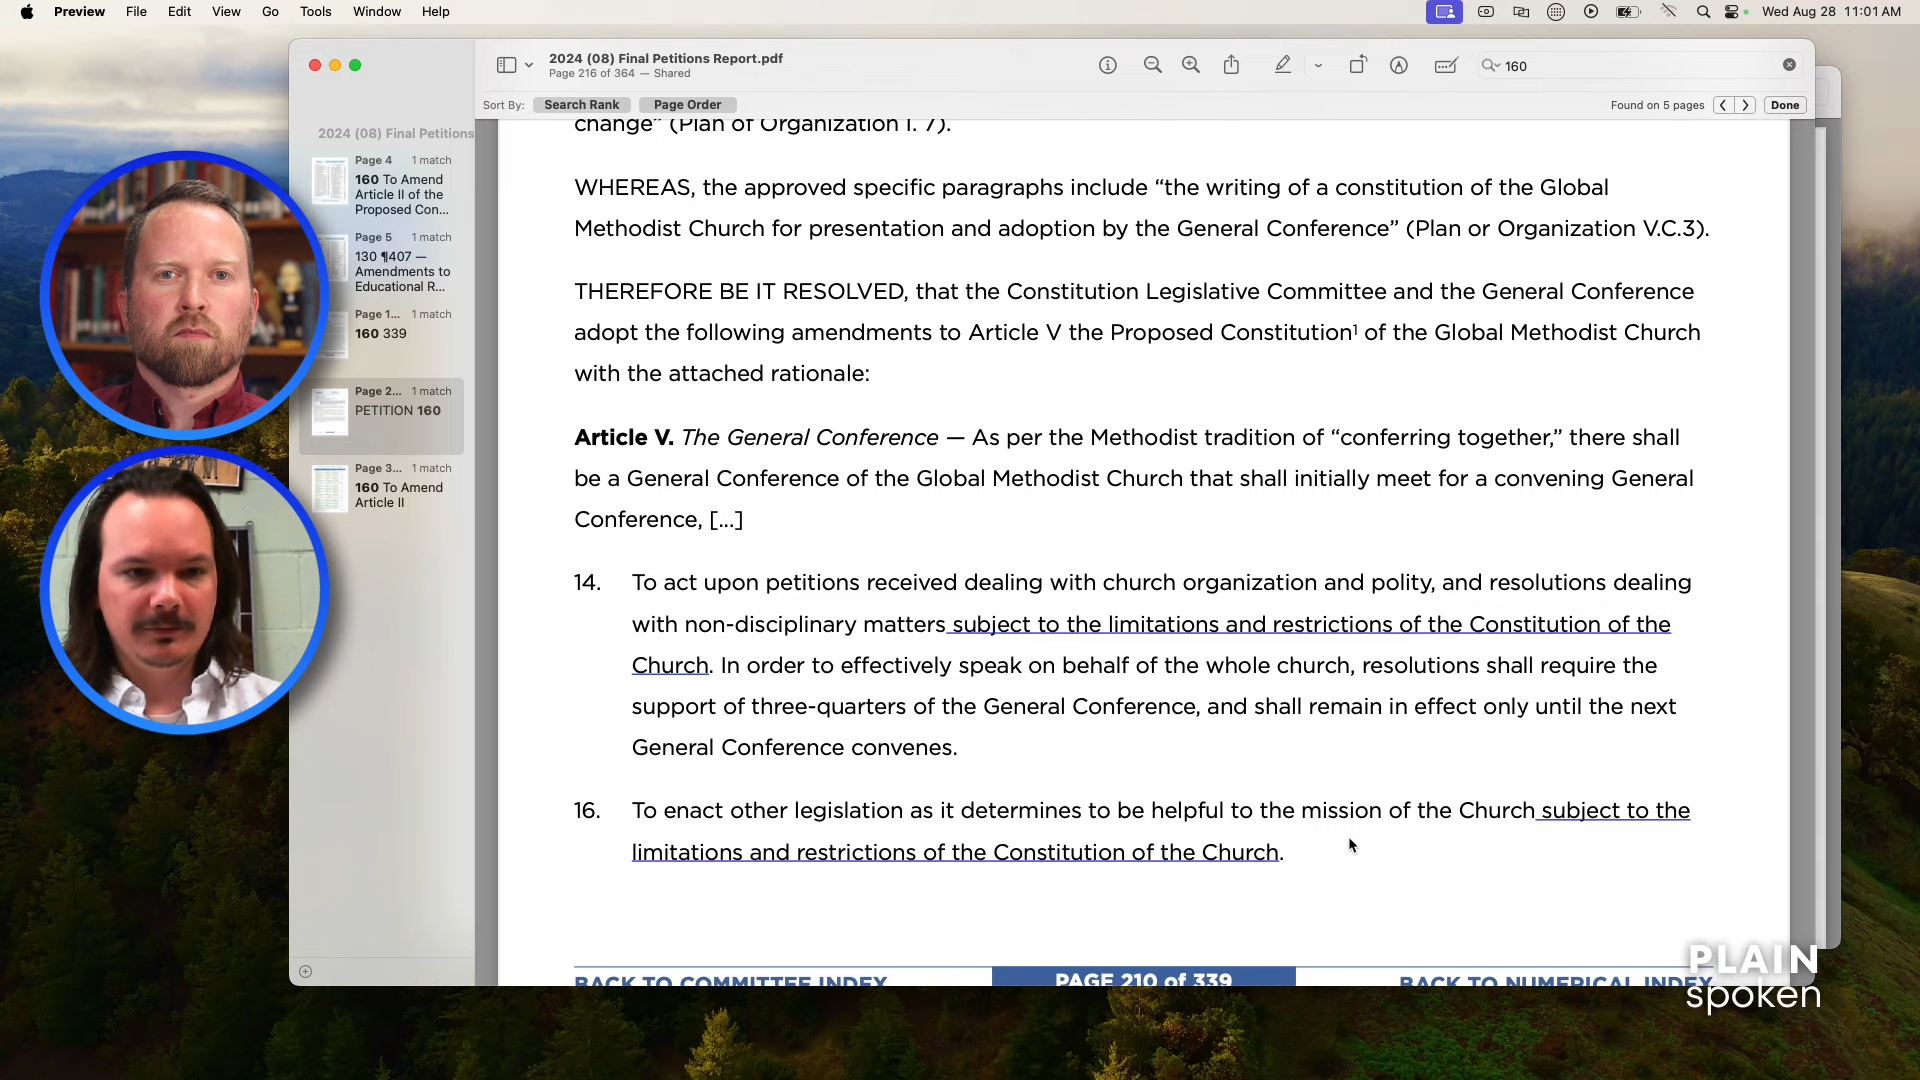 Preview File Edit View Go Tools Window Help
Wed Aug 28 11:01 AM
2024 (08) Final Petitions Report.pdf
Page 216 of 364 — Shared
160
Sort By: Search Rank Page Order
Found on 5 pages
Done
2024 (08) Final Petitions
Page 4 1 match
160 To Amend
Article II of the
Proposed Con...
Page 5 1 match
130 ¶407 —
Amendments to
Educational R...
Page 1... 1 match
160 339
Page 2... 1 match
PETITION 160
Page 3... 1 match
160 To Amend
Article II
change” (Plan of Organization I. 7).
WHEREAS, the approved specific paragraphs include “the writing of a constitution of the Global
Methodist Church for presentation and adoption by the General Conference” (Plan or Organization V.C.3).
THEREFORE BE IT RESOLVED, that the Constitution Legislative Committee and the General Conference
adopt the following amendments to Article V the Proposed Constitution¹ of the Global Methodist Church
with the attached rationale:
Article V. The General Conference — As per the Methodist tradition of “conferring together,” there shall
be a General Conference of the Global Methodist Church that shall initially meet for a convening General
Conference, [...]
14. To act upon petitions received dealing with church organization and polity, and resolutions dealing
with non-disciplinary matters subject to the limitations and restrictions of the Constitution of the
Church. In order to effectively speak on behalf of the whole church, resolutions shall require the
support of three-quarters of the General Conference, and shall remain in effect only until the next
General Conference convenes.
16. To enact other legislation as it determines to be helpful to the mission of the Church subject to the
limitations and restrictions of the Constitution of the Church.
BACK TO COMMITTEE INDEX PAGE 210 of 339 BACK TO NUMERICAL INDEX
PLAIN
spoken